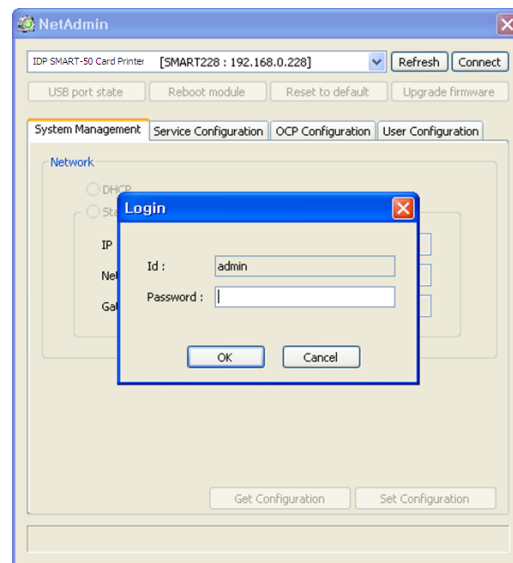 NetAdmin
IDP SMART-50 Card Printer [SMART228 : 192.168.0.228] Refresh Connect
USB port state Reboot module Reset to default Upgrade firmware
System Management Service Configuration OCP Configuration User Configuration
Network
DHCP
Login
IP
Id : admin
Password :
OK Cancel
Get Configuration Set Configuration